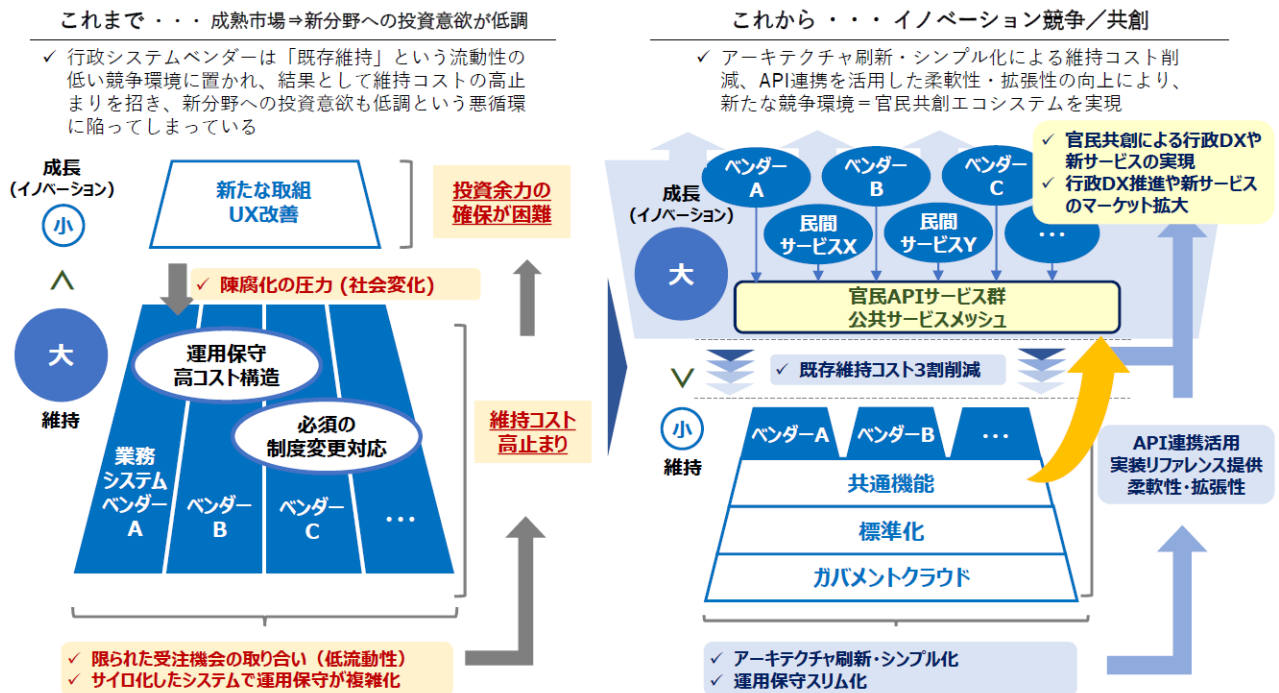 これまで ・・・ 成熟市場⇒新分野への投資意欲が低調
✓ 行政システムベンダーは「既存維持」という流動性の
低い競争環境に置かれ、結果として維持コストの高止
まりを招き、新分野への投資意欲も低調という悪循環
に陥ってしまっている
成長
(イノベーション)
小
∧
大
維持
新たな取組
UX改善
投資余力の
確保が困難
✓ 陳腐化の圧力 (社会変化)
運用保守
高コスト構造
必須の
制度変更対応
維持コスト
高止まり
業務
システム
ベンダー
A
ベンダー
B
ベンダー
C
…
✓ 限られた受注機会の取り合い（低流動性）
✓ サイロ化したシステムで運用保守が複雑化
これから ・・・ イノベーション競争／共創
✓ アーキテクチャ刷新・シンプル化による維持コスト削
減、API連携を活用した柔軟性・拡張性の向上により、
新たな競争環境＝官民共創エコシステムを実現
✓ 官民共創による行政DXや
新サービスの実現
✓ 行政DX推進や新サービス
のマーケット拡大
成長
(イノベーション)
大
ベンダー
A
ベンダー
B
ベンダー
C
民間
サービスX
民間
サービスY
…
官民APIサービス群
公共サービスメッシュ
✓ 既存維持コスト3割削減
∨
小
維持
ベンダーA
ベンダーB
…
共通機能
標準化
ガバメントクラウド
API連携活用
実装リファレンス提供
柔軟性・拡張性
✓ アーキテクチャ刷新・シンプル化
✓ 運用保守スリム化